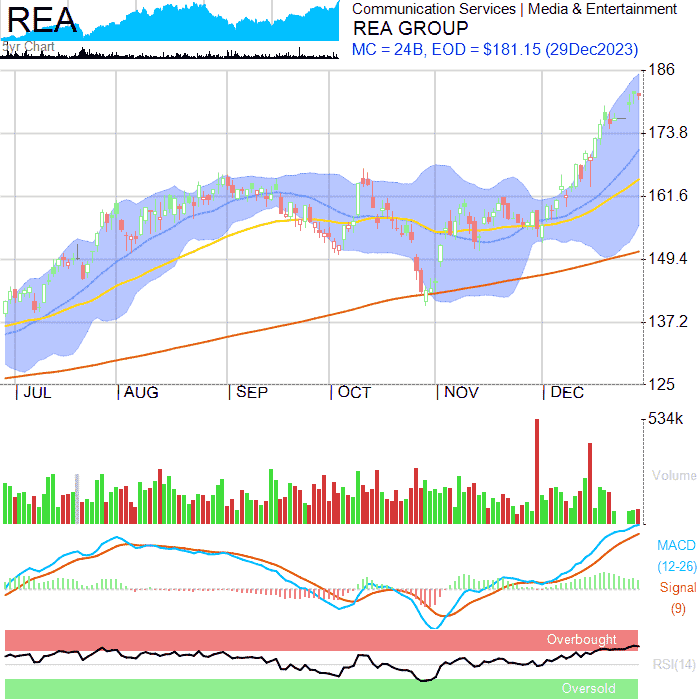 REA
5yr Chart
Communication Services | Media & Entertainment
REA GROUP
MC = 24B, EOD = $181.15 (29Dec2023)
186
173.8
161.6
149.4
137.2
125
JUL AUG SEP OCT NOV DEC
534k
Volume
MACD
(12-26)
Signal
(9)
Overbought
RSI(14)
Oversold